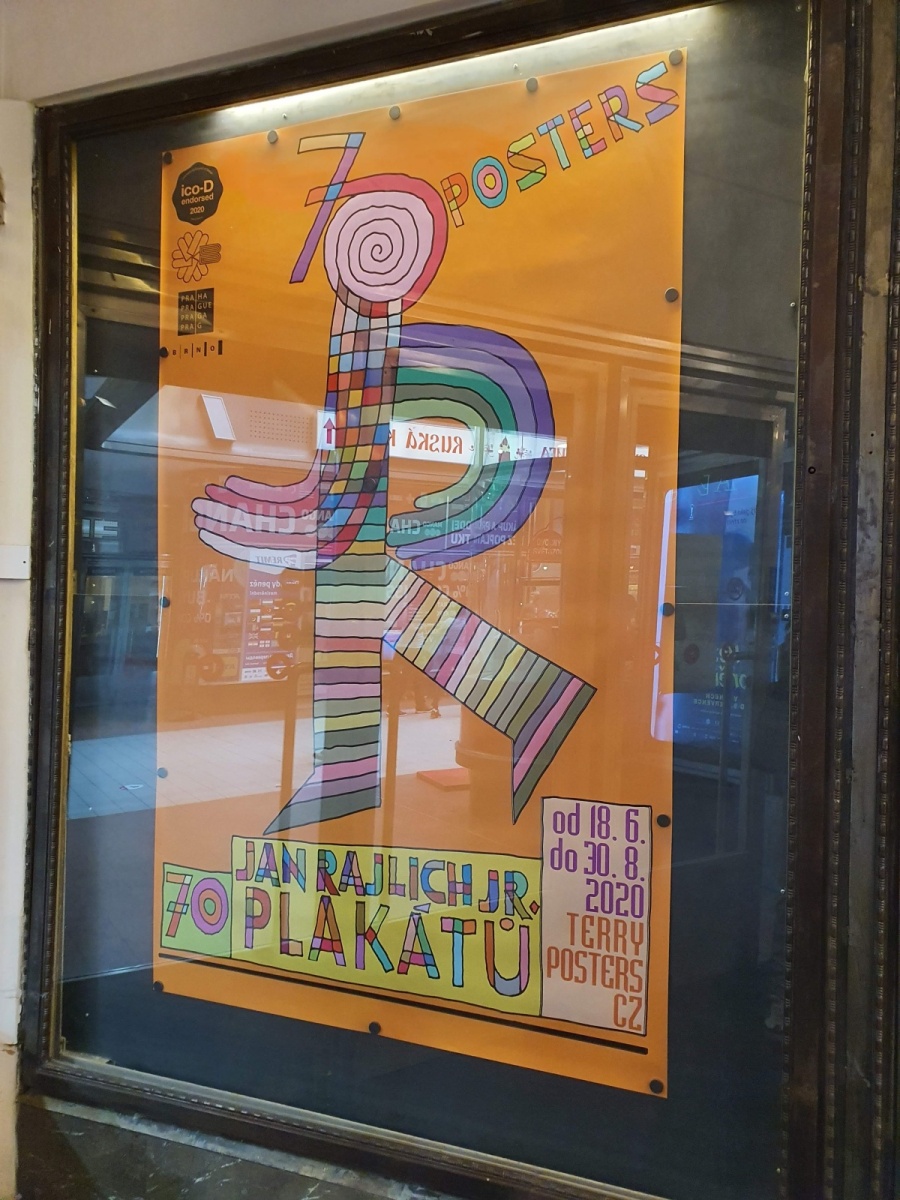 70 POSTERS
ico-D
endorsed
2020
PRA HA
PRA GUE
PRA GA
PRA G
B R N O
RUSKÁ
CHAN
70
JAN RAJLICH JR.
PLAKÁTŮ
od 18. 6.
do 30. 8.
2020
TERRY
POSTERS
CZ